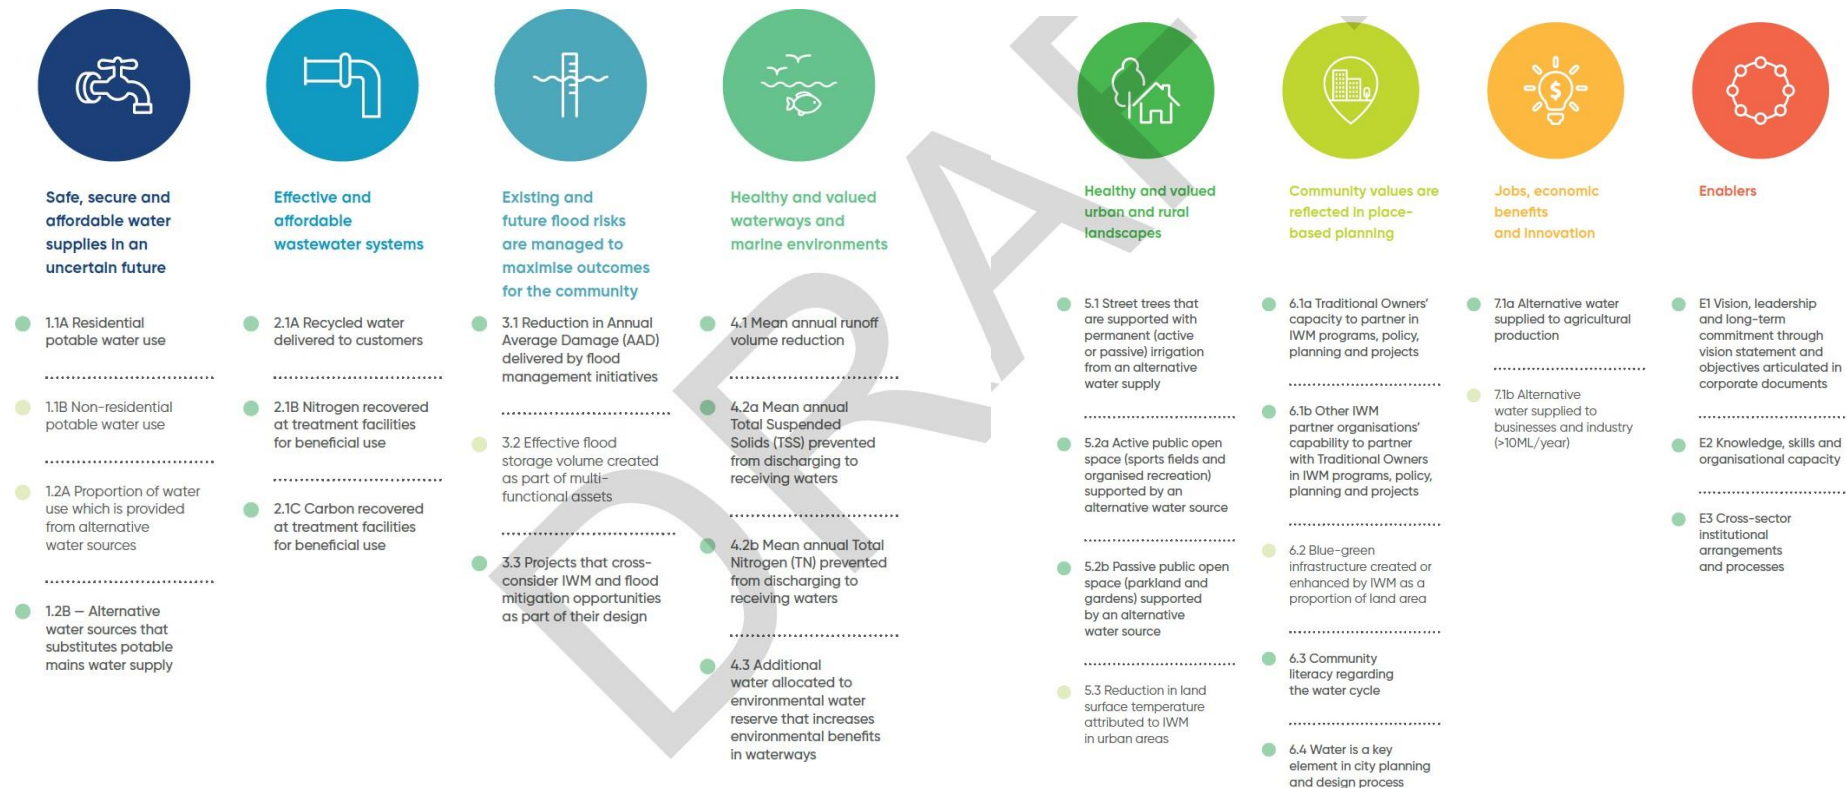 Safe, secure and
affordable water
supplies in an
uncertain future
1.1A Residential
potable water use
1.1B Non-residential
potable water use
1.2A Proportion of water
use which is provided
from alternative
water sources
1.2B – Alternative
water sources that
substitutes potable
mains water supply
Effective and
affordable
wastewater systems
2.1A Recycled water
delivered to customers
2.1B Nitrogen recovered
at treatment facilities
for beneficial use
2.1C Carbon recovered
at treatment facilities
for beneficial use
Existing and
future flood risks
are managed to
maximise outcomes
for the community
3.1 Reduction in Annual
Average Damage (AAD)
delivered by flood
management initiatives
3.2 Effective flood
storage volume created
as part of multi-
functional assets
3.3 Projects that cross-
consider IWM and flood
mitigation opportunities
as part of their design
Healthy and valued
waterways and
marine environments
4.1 Mean annual runoff
volume reduction
4.2a Mean annual
Total Suspended
Solids (TSS) prevented
from discharging to
receiving waters
4.2b Mean annual Total
Nitrogen (TN) prevented
from discharging to
receiving waters
4.3 Additional
water allocated to
environmental water
reserve that increases
environmental benefits
in waterways
Healthy and valued
urban and rural
landscapes
5.1 Street trees that
are supported with
permanent (active
or passive) irrigation
from an alternative
water supply
5.2a Active public open
space (sports fields and
organised recreation)
supported by an
alternative water source
5.2b Passive public open
space (parkland and
gardens) supported
by an alternative
water source
5.3 Reduction in land
surface temperature
attributed to IWM
in urban areas
Community values are
reflected in place-
based planning
6.1a Traditional Owners'
capacity to partner in
IWM programs, policy,
planning and projects
6.1b Other IWM
partner organisations'
capability to partner
with Traditional Owners
in IWM programs, policy,
planning and projects
6.2 Blue-green
infrastructure created or
enhanced by IWM as a
proportion of land area
6.3 Community
literacy regarding
the water cycle
6.4 Water is a key
element in city planning
and design process
Jobs, economic
benefits
and innovation
$
7.1a Alternative water
supplied to agricultural
production
7.1b Alternative
water supplied to
businesses and industry
(>10ML/year)
Enablers
E1 Vision, leadership
and long-term
commitment through
vision statement and
objectives articulated in
corporate documents
E2 Knowledge, skills and
organisational capacity
E3 Cross-sector
institutional
arrangements
and processes
DRAF